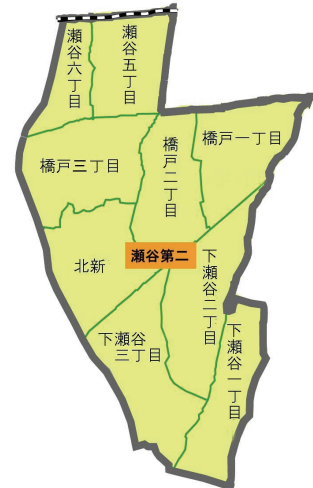 瀬谷六丁目
瀬谷五丁目
橋戸一丁目
橋戸二丁目
橋戸三丁目
瀬谷第二
北新
下瀬谷二丁目
下瀬谷
三丁目
下瀬谷一丁目